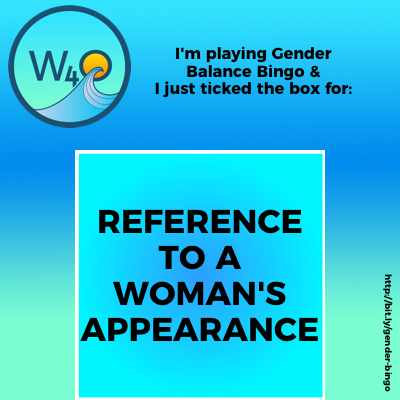 W4O
I'm playing Gender
Balance Bingo &
I just ticked the box for:
REFERENCE
TO A
WOMAN'S
APPEARANCE
http://bit.ly/gender-bingo